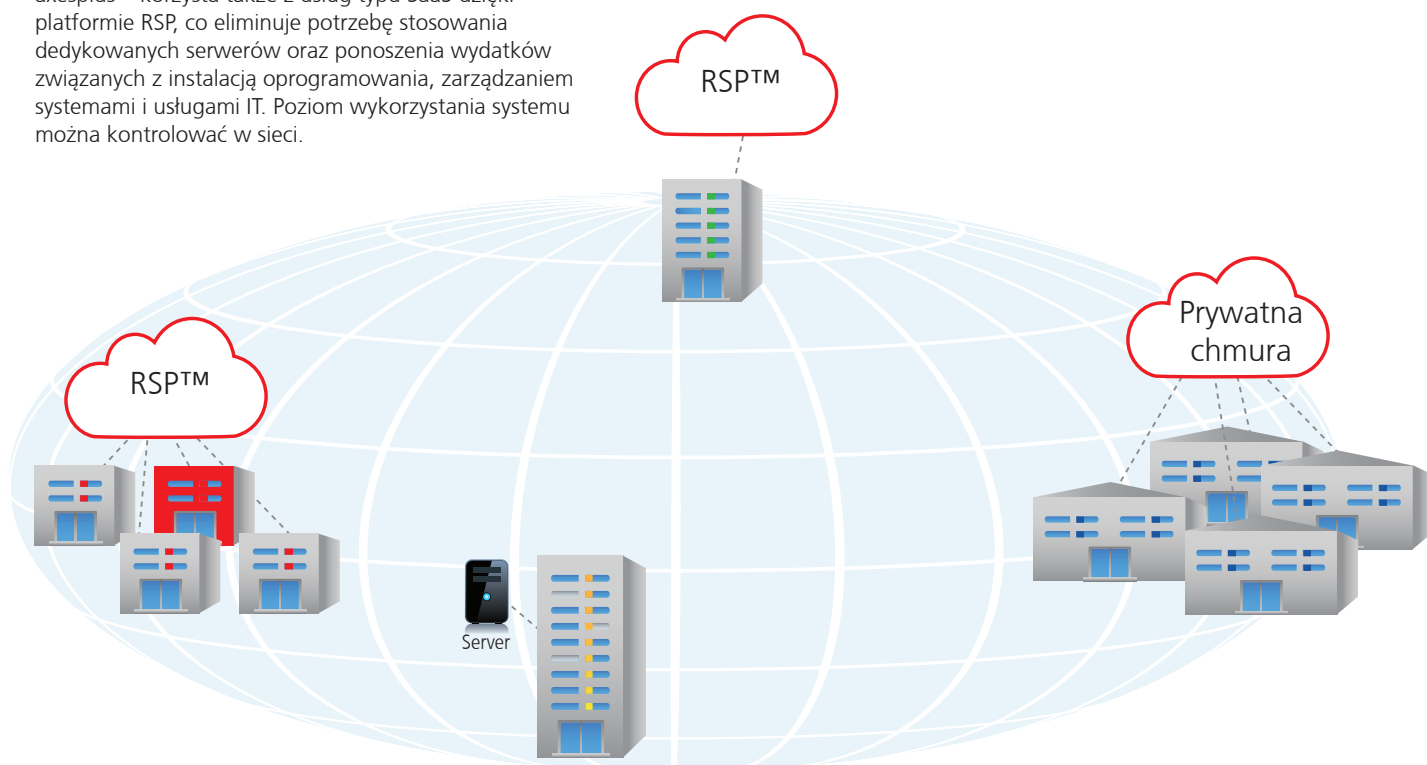 platformie RSP, co eliminuje potrzebę stosowania
dedykowanych serwerów oraz ponoszenia wydatków
związanych z instalacją oprogramowania, zarządzaniem
systemami i usługami IT. Poziom wykorzystania systemu
można kontrolować w sieci.
RSP™
Prywatna
chmura
RSP™
Server